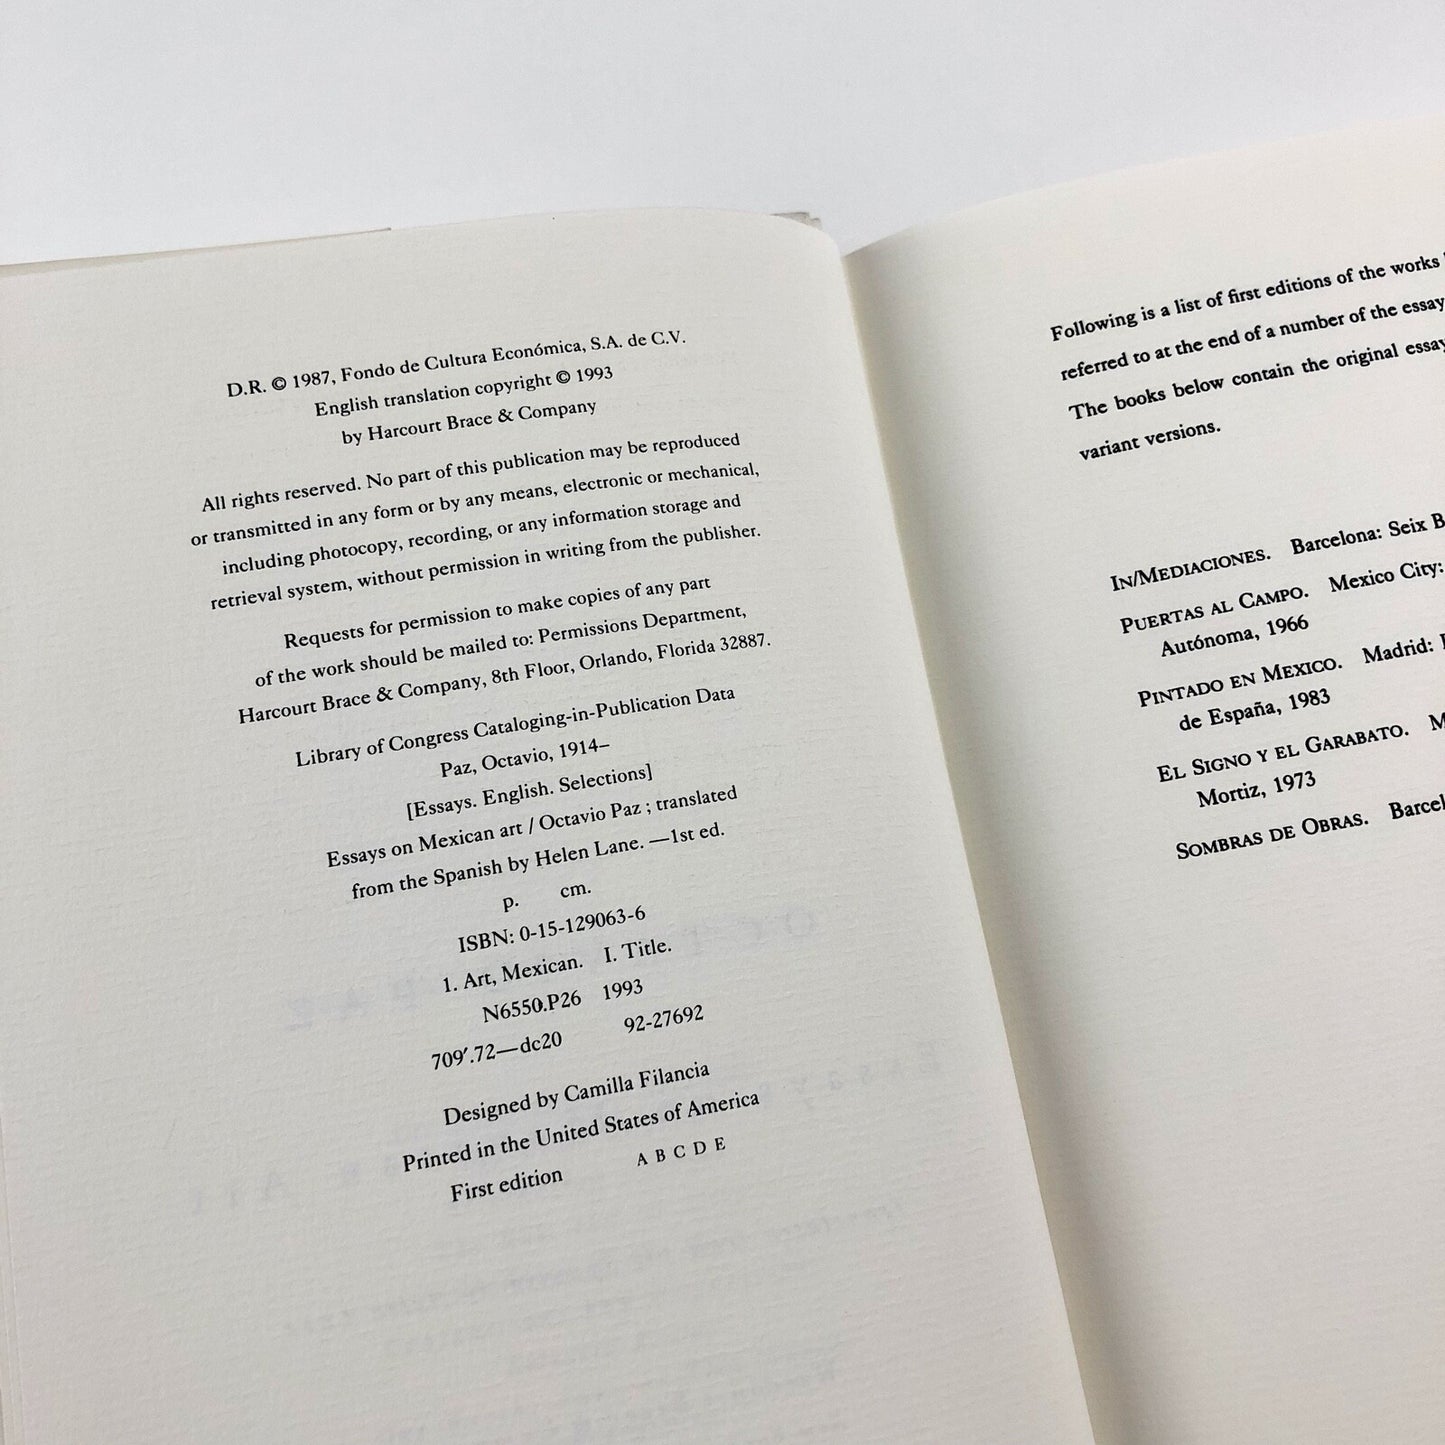 D.R. © 1987, Fondo de Cultura Económica, S.A. de C.V.
English translation copyright © 1993
by Harcourt Brace & Company
All rights reserved. No part of this publication may be reproduced
or transmitted in any form or by any means, electronic or mechanical,
including photocopy, recording, or any information storage and
retrieval system, without permission in writing from the publisher.
Requests for permission to make copies of any part
of the work should be mailed to: Permissions Department,
Harcourt Brace & Company, 8th Floor, Orlando, Florida 32887.
Library of Congress Cataloging-in-Publication Data
Paz, Octavio, 1914–
[Essays. English. Selections]
Essays on Mexican art / Octavio Paz ; translated
from the Spanish by Helen Lane. —1st ed.
p. cm.
ISBN: 0-15-129063-6
1. Art, Mexican. I. Title.
N6550.P26 1993
709′.72—dc20 92-27692
Designed by Camilla Filancia
Printed in the United States of America
First edition A B C D E
Following is a list of first editions of the works
referred to at the end of a number of the essay
The books below contain the original essay
variant versions.
IN/MEDIACIONES. Barcelona: Seix B
PUERTAS AL CAMPO. Mexico City:
Autónoma, 1966
PINTADO EN MEXICO. Madrid:
de España, 1983
EL SIGNO Y EL GARABATO.
Mortiz, 1973
SOMBRAS DE OBRAS. Barcel